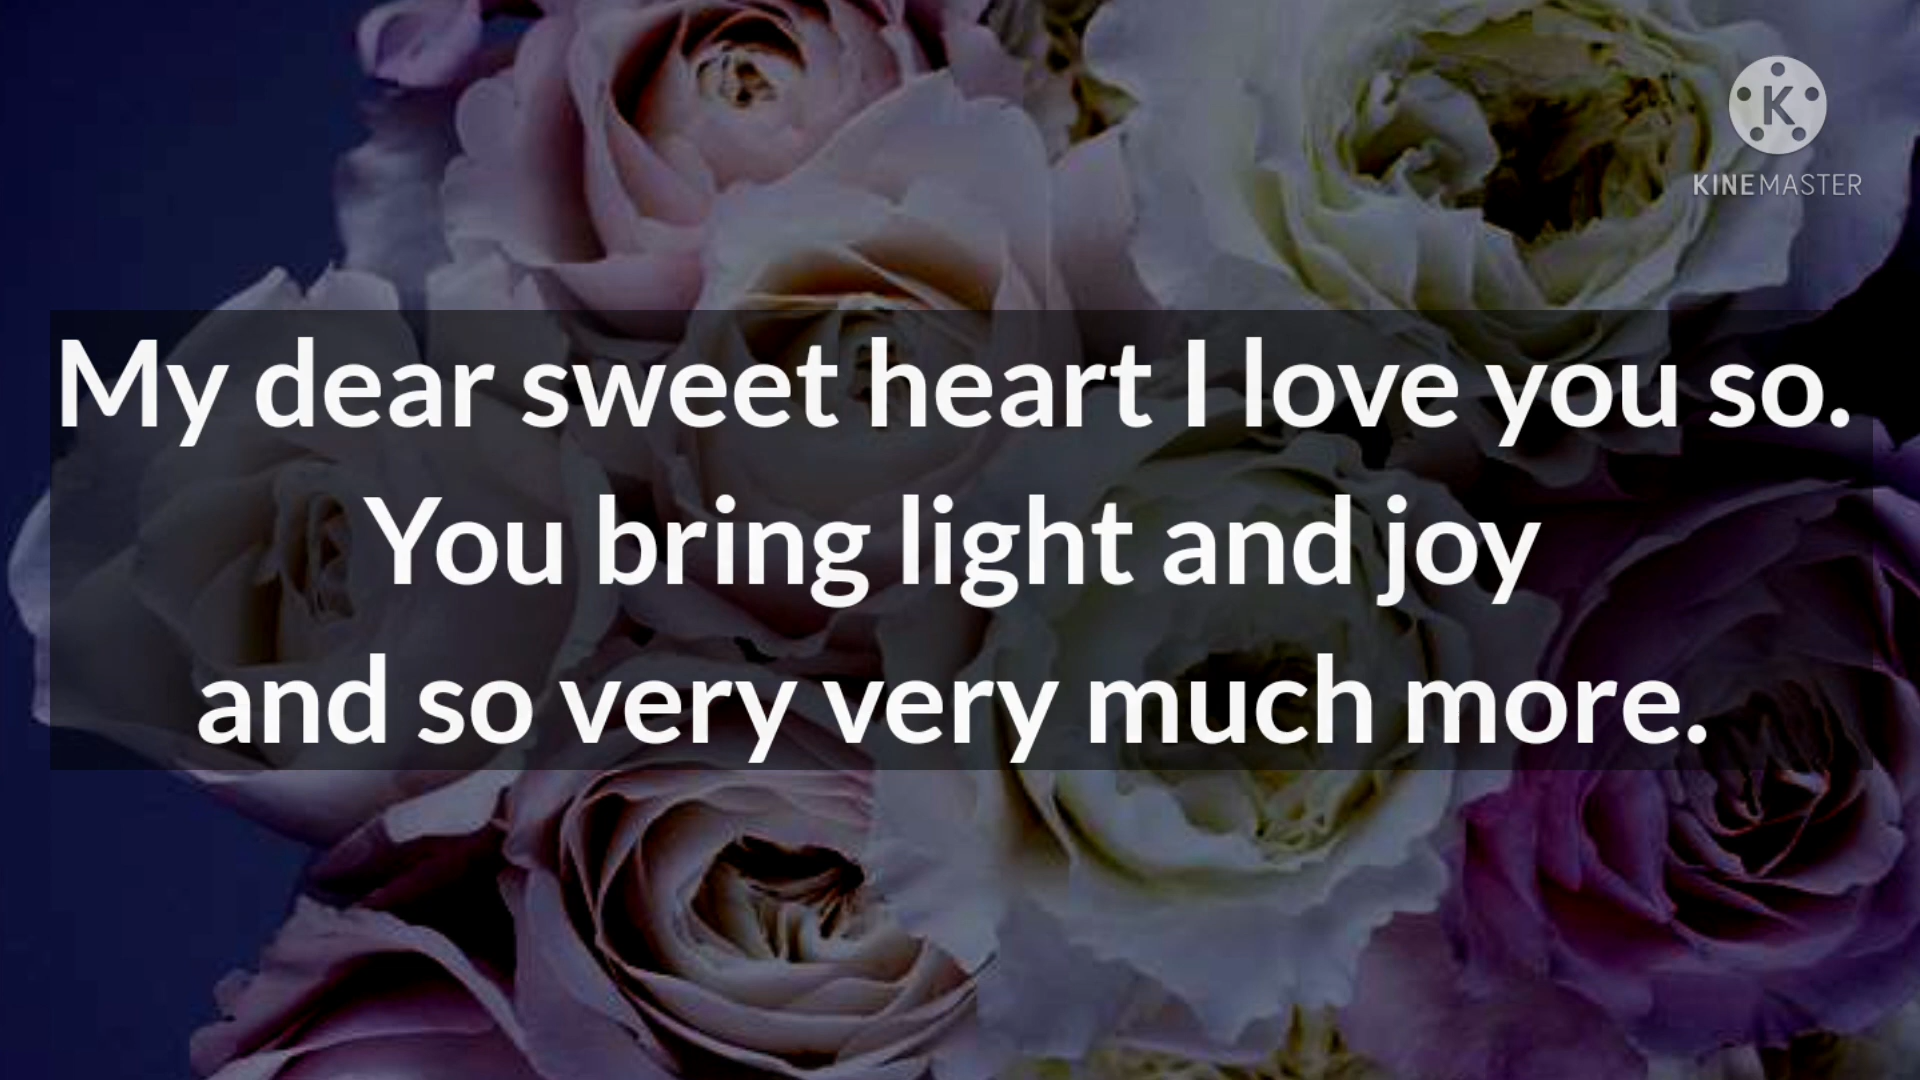 K
KINEMASTER
My dear sweet heart I love you so.
You bring light and joy
and so very very much more.